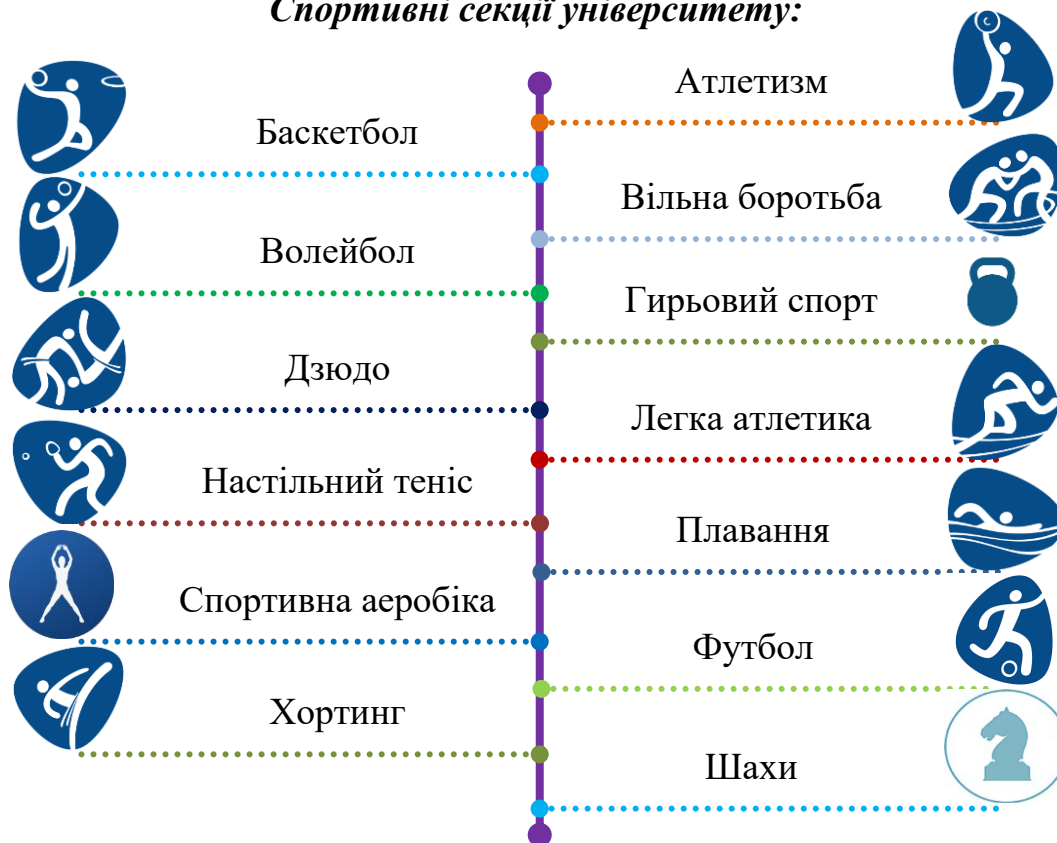 Спортивні секції університету:
Атлетизм
Баскетбол
Вільна боротьба
Волейбол
Гирьовий спорт
Дзюдо
Легка атлетика
Настільний теніс
Плавання
Спортивна аеробіка
Футбол
Хортинг
Шахи